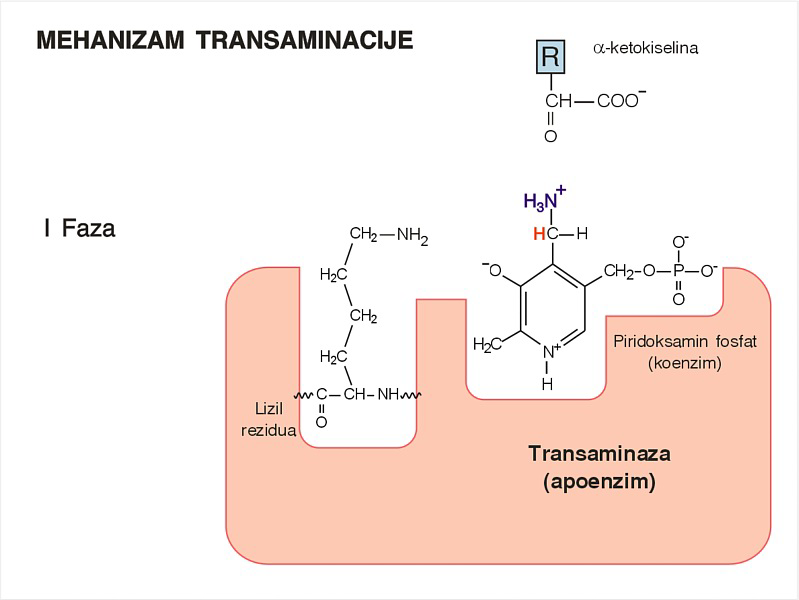 MEHANIZAM TRANSAMINACIJE
R
α-ketokiselina
CH—COO⁻
O
I Faza
H₃N⁺
CH₂—NH₂
HC—H
O⁻
⁻O
CH₂–O–P–O⁻
H₂C
O
CH₂
H₂C
N⁺
H₂C
H
Piridoksamin fosfat
(koenzim)
C—CH—NH
O
Lizil
rezidua
Transaminaza
(apoenzim)